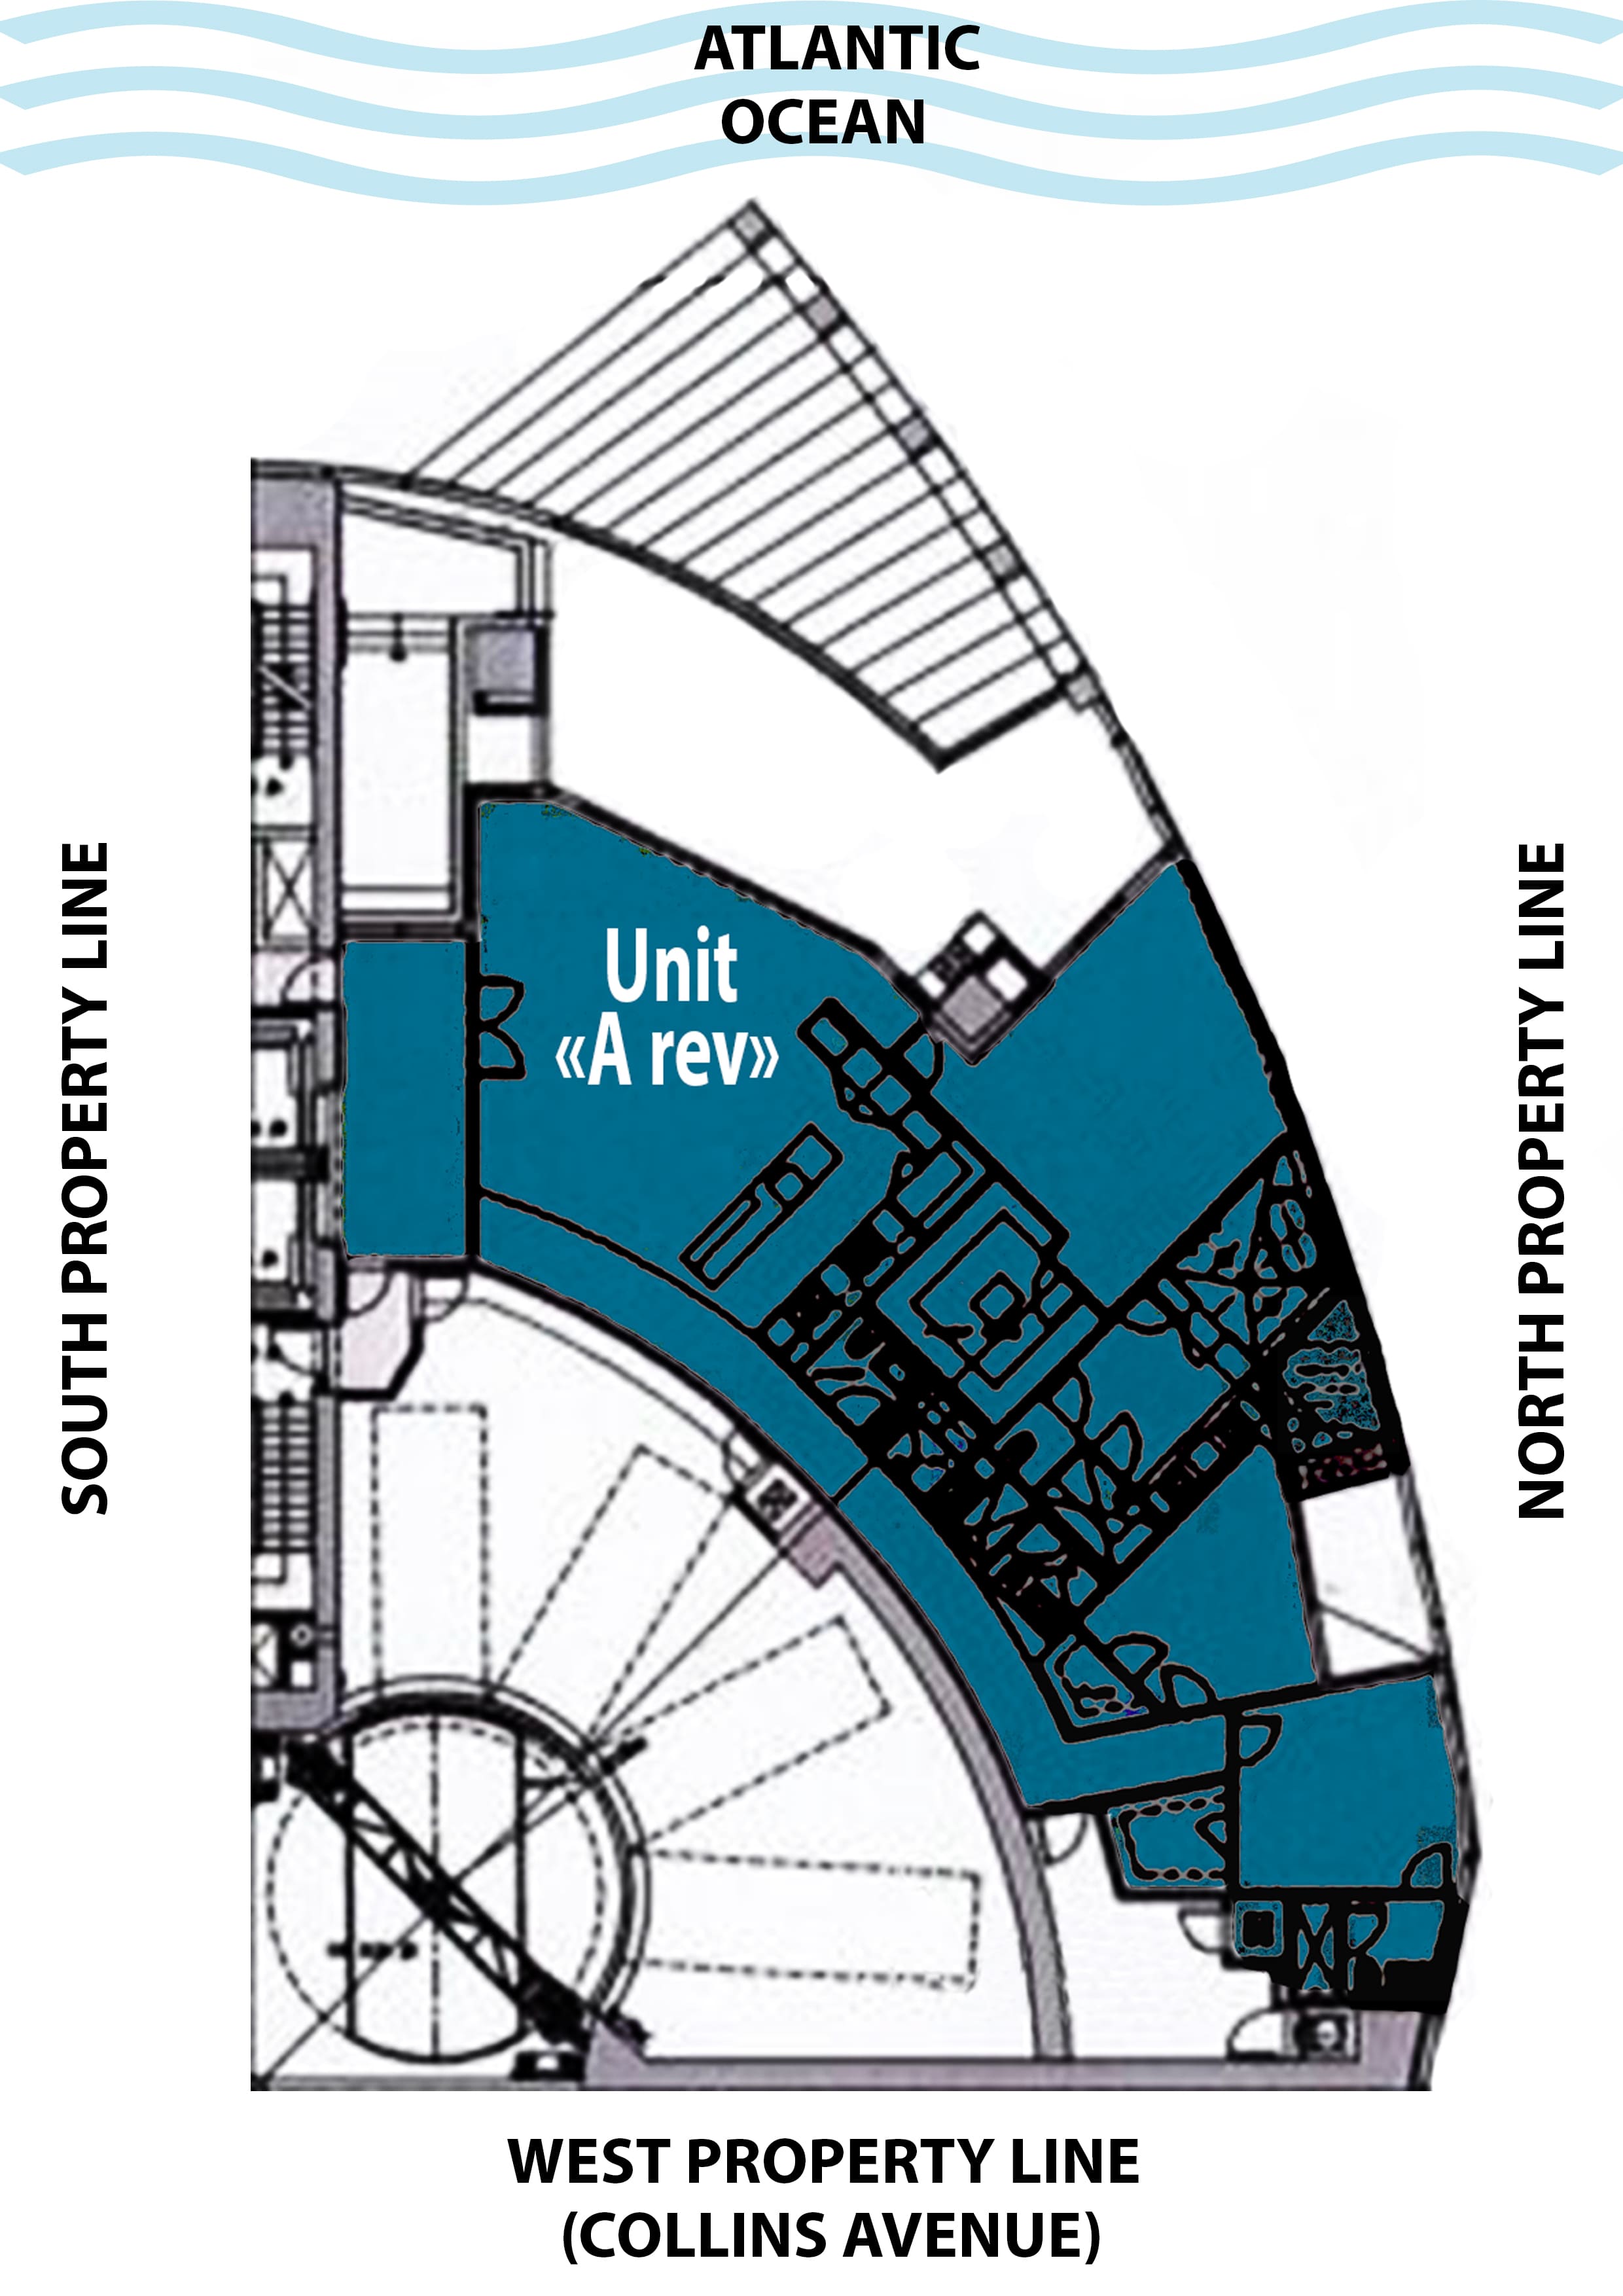 ATLANTIC
OCEAN
Unit
«A rev»
SOUTH PROPERTY LINE
NORTH PROPERTY LINE
WEST PROPERTY LINE
(COLLINS AVENUE)